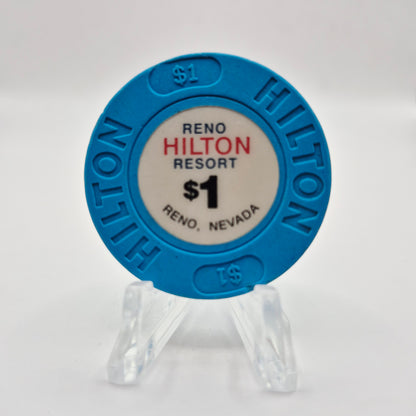 $1
HILTON
HILTON
RENO
HILTON
RESORT
$1
RENO, NEVADA
$1